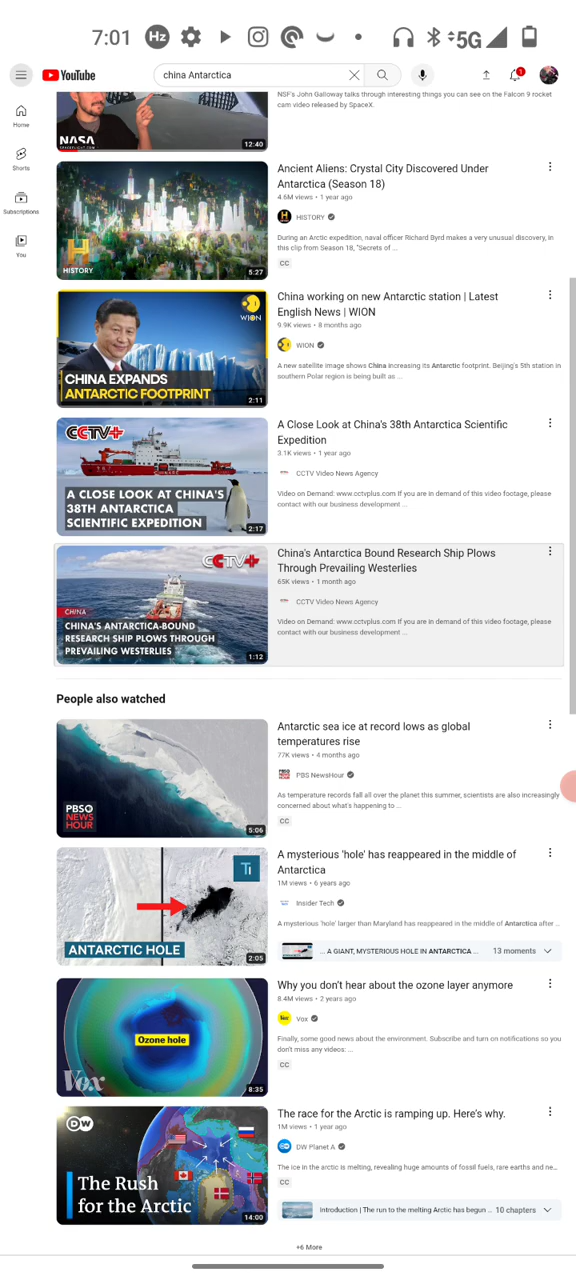 7:01
Hz
5G
YouTube
china Antarctica
1
Home
Shorts
Subscriptions
You
NSF's John Galloway talks through interesting things you can see on the Falcon 9 rocket
cam video released by SpaceX.
NASA
SPACEFLIGHT.COM
12:40
Ancient Aliens: Crystal City Discovered Under
Antarctica (Season 18)
4.6M views • 1 year ago
HISTORY
During an Arctic expedition, naval officer Richard Byrd makes a very unusual discovery, in
this clip from Season 18, "Secrets of ...
CC
H
HISTORY
5:27
China working on new Antarctic station | Latest
English News | WION
9.9K views • 8 months ago
WION
A new satellite image shows China increasing its Antarctic footprint. Beijing's 5th station in
southern Polar region is being built as ...
WION
CHINA EXPANDS
ANTARCTIC FOOTPRINT
2:11
A Close Look at China's 38th Antarctica Scientific
Expedition
3.1K views • 1 year ago
CCTV Video News Agency
Video on Demand: www.cctvplus.com If you are in demand of this video footage, please
contact with our business development ...
CCTV+
A CLOSE LOOK AT CHINA'S
38TH ANTARCTICA
SCIENTIFIC EXPEDITION
2:17
China's Antarctica Bound Research Ship Plows
Through Prevailing Westerlies
65K views • 1 month ago
CCTV Video News Agency
Video on Demand: www.cctvplus.com If you are in demand of this video footage, please
contact with our business development ...
CCTV+
CHINA
CHINA'S ANTARCTICA-BOUND
RESEARCH SHIP PLOWS THROUGH
PREVAILING WESTERLIES
1:12
People also watched
Antarctic sea ice at record lows as global
temperatures rise
77K views • 4 months ago
PBS NewsHour
As temperature records fall all over the planet this summer, scientists are also increasingly
concerned about what's happening to ...
CC
PBS
NEWS
HOUR
5:06
A mysterious 'hole' has reappeared in the middle of
Antarctica
1M views • 6 years ago
Insider Tech
A mysterious 'hole' larger than Maryland has reappeared in the middle of Antarctica after ...
... A GIANT, MYSTERIOUS HOLE IN ANTARCTICA ...
13 moments
TI
ANTARCTIC HOLE
2:05
Why you don't hear about the ozone layer anymore
8.4M views • 2 years ago
Vox
Finally, some good news about the environment. Subscribe and turn on notifications so you
don't miss any videos: ...
CC
Ozone hole
Vox
8:35
The race for the Arctic is ramping up. Here's why.
1M views • 1 year ago
DW Planet A
The ice in the arctic is melting, revealing huge amounts of fossil fuels, rare earths and ne...
CC
Introduction | The run to the melting Arctic has begun ...
10 chapters
DW
The Rush
for the Arctic
14:00
+6 More